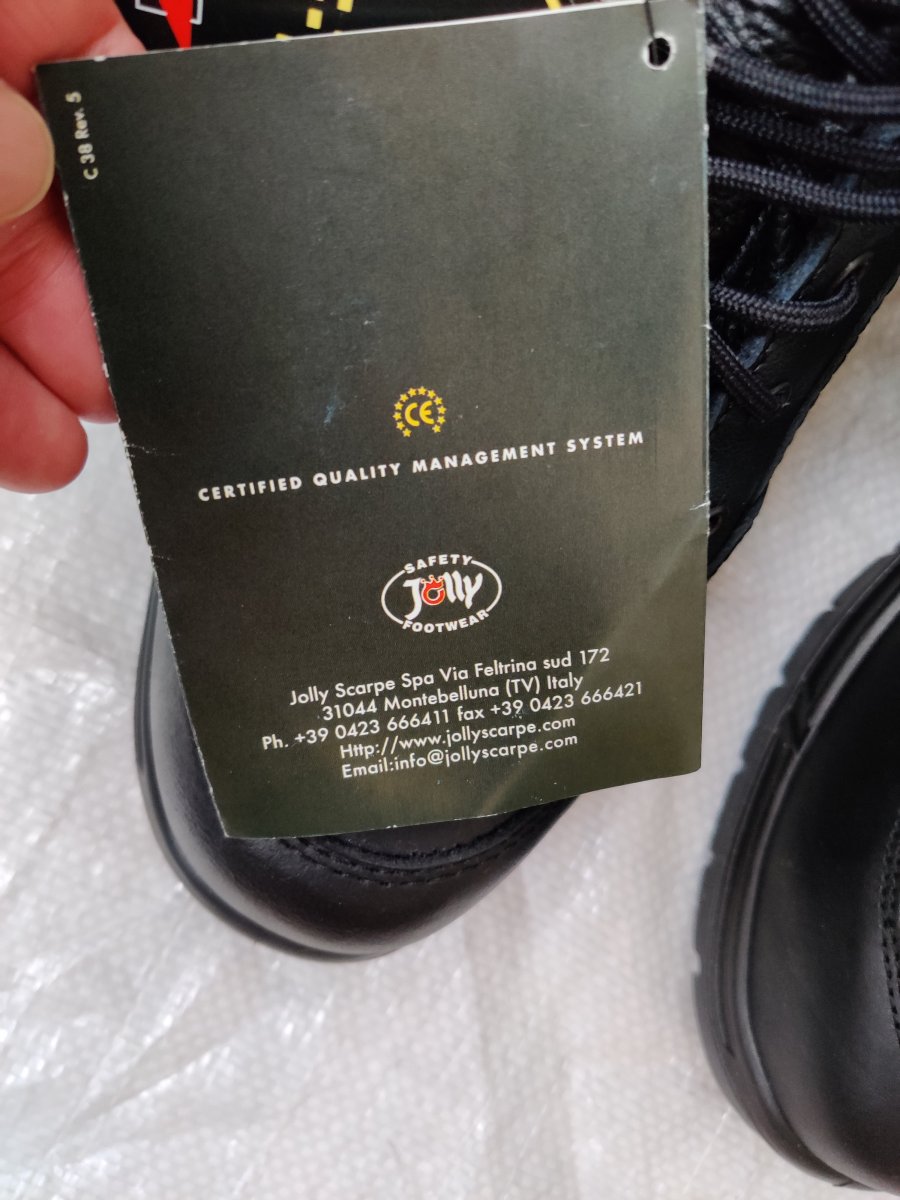 C 38 Rev. 5
CE
CERTIFIED QUALITY MANAGEMENT SYSTEM
SAFETY
Jolly
FOOTWEAR
Jolly Scarpe Spa Via Feltrina sud 172
31044 Montebelluna (TV) Italy
Ph. +39 0423 666411 fax +39 0423 666421
Http://www.jollyscarpe.com
Email:info@jollyscarpe.com